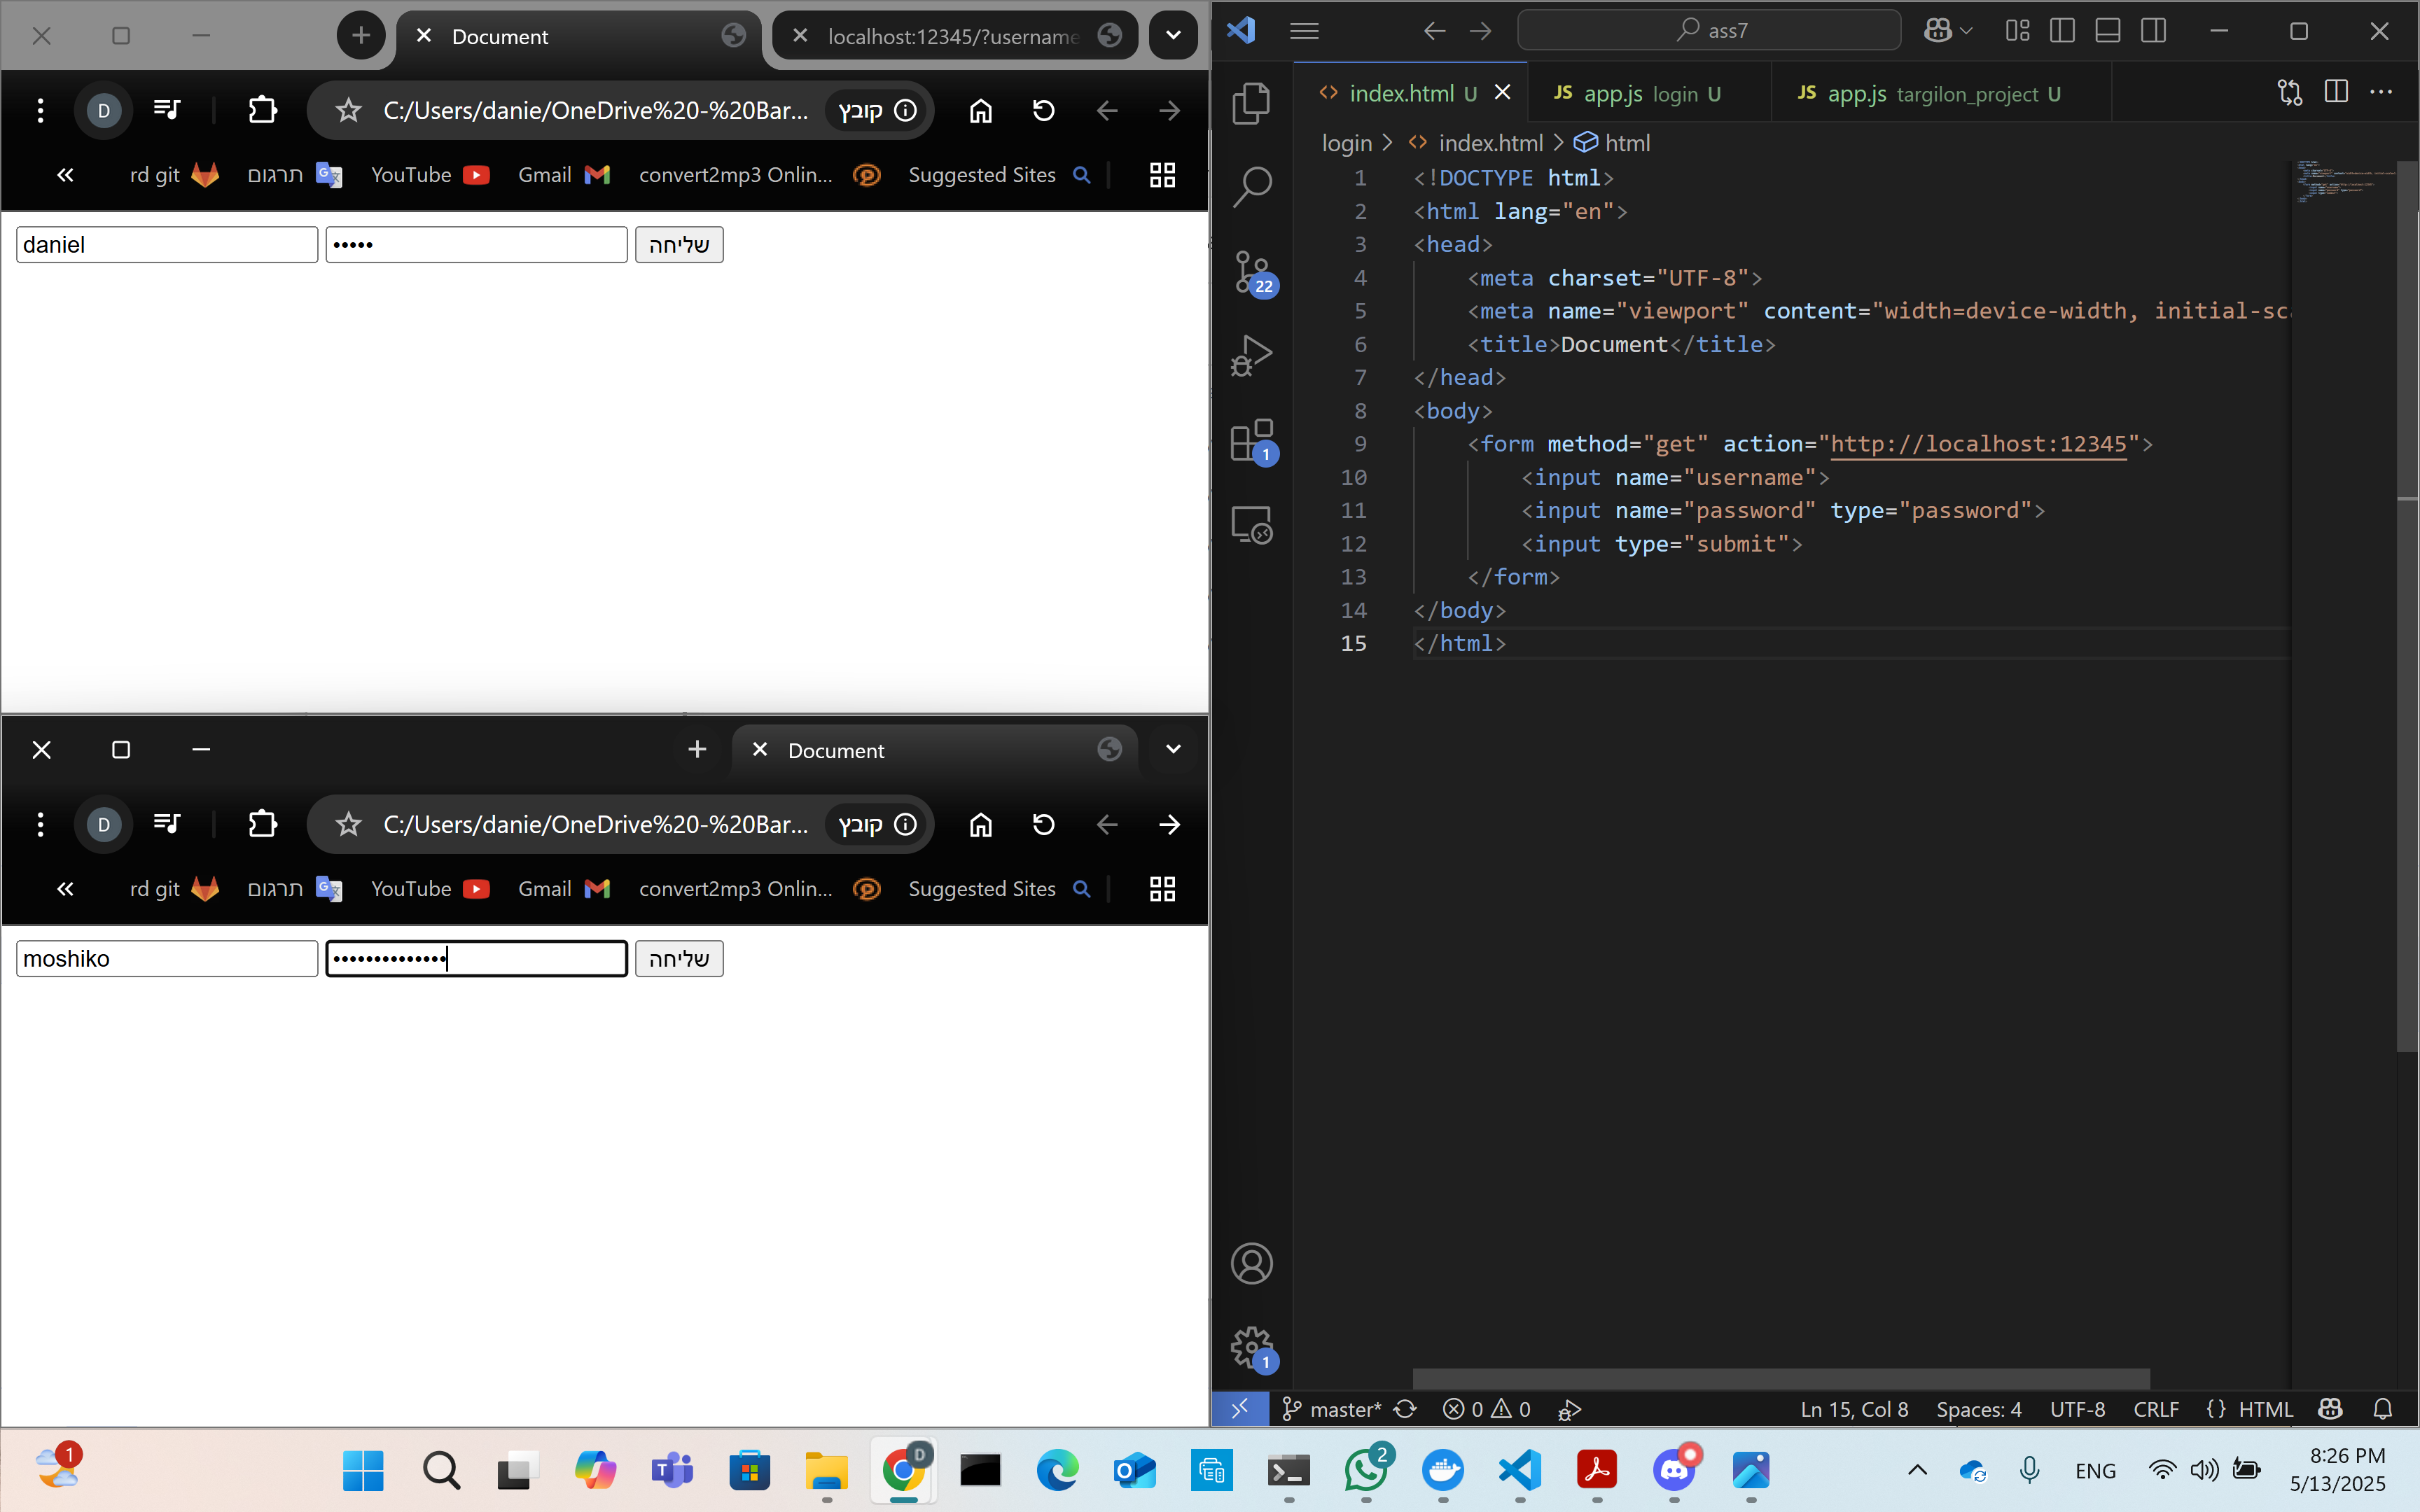 Document
localhost:12345/?username
D
C:/Users/danie/OneDrive%20-%20Bar...
קובץ
rd git
תרגום
YouTube
Gmail
convert2mp3 Onlin...
Suggested Sites
daniel
•••••
שליחה
Document
D
C:/Users/danie/OneDrive%20-%20Bar...
קובץ
rd git
תרגום
YouTube
Gmail
convert2mp3 Onlin...
Suggested Sites
moshiko
••••••••••••••
שליחה
ass7
index.html U
JS app.js login U
JS app.js targilon_project U
login > index.html > html
22
1
1
1 <!DOCTYPE html>
2 <html lang="en">
3 <head>
4 <meta charset="UTF-8">
5 <meta name="viewport" content="width=device-width, initial-sc
6 <title>Document</title>
7 </head>
8 <body>
9 <form method="get" action="http://localhost:12345">
10 <input name="username">
11 <input name="password" type="password">
12 <input type="submit">
13 </form>
14 </body>
15 </html>
master*
0 0
Ln 15, Col 8
Spaces: 4
UTF-8
CRLF
{} HTML
1
D
2
ENG
8:26 PM
5/13/2025